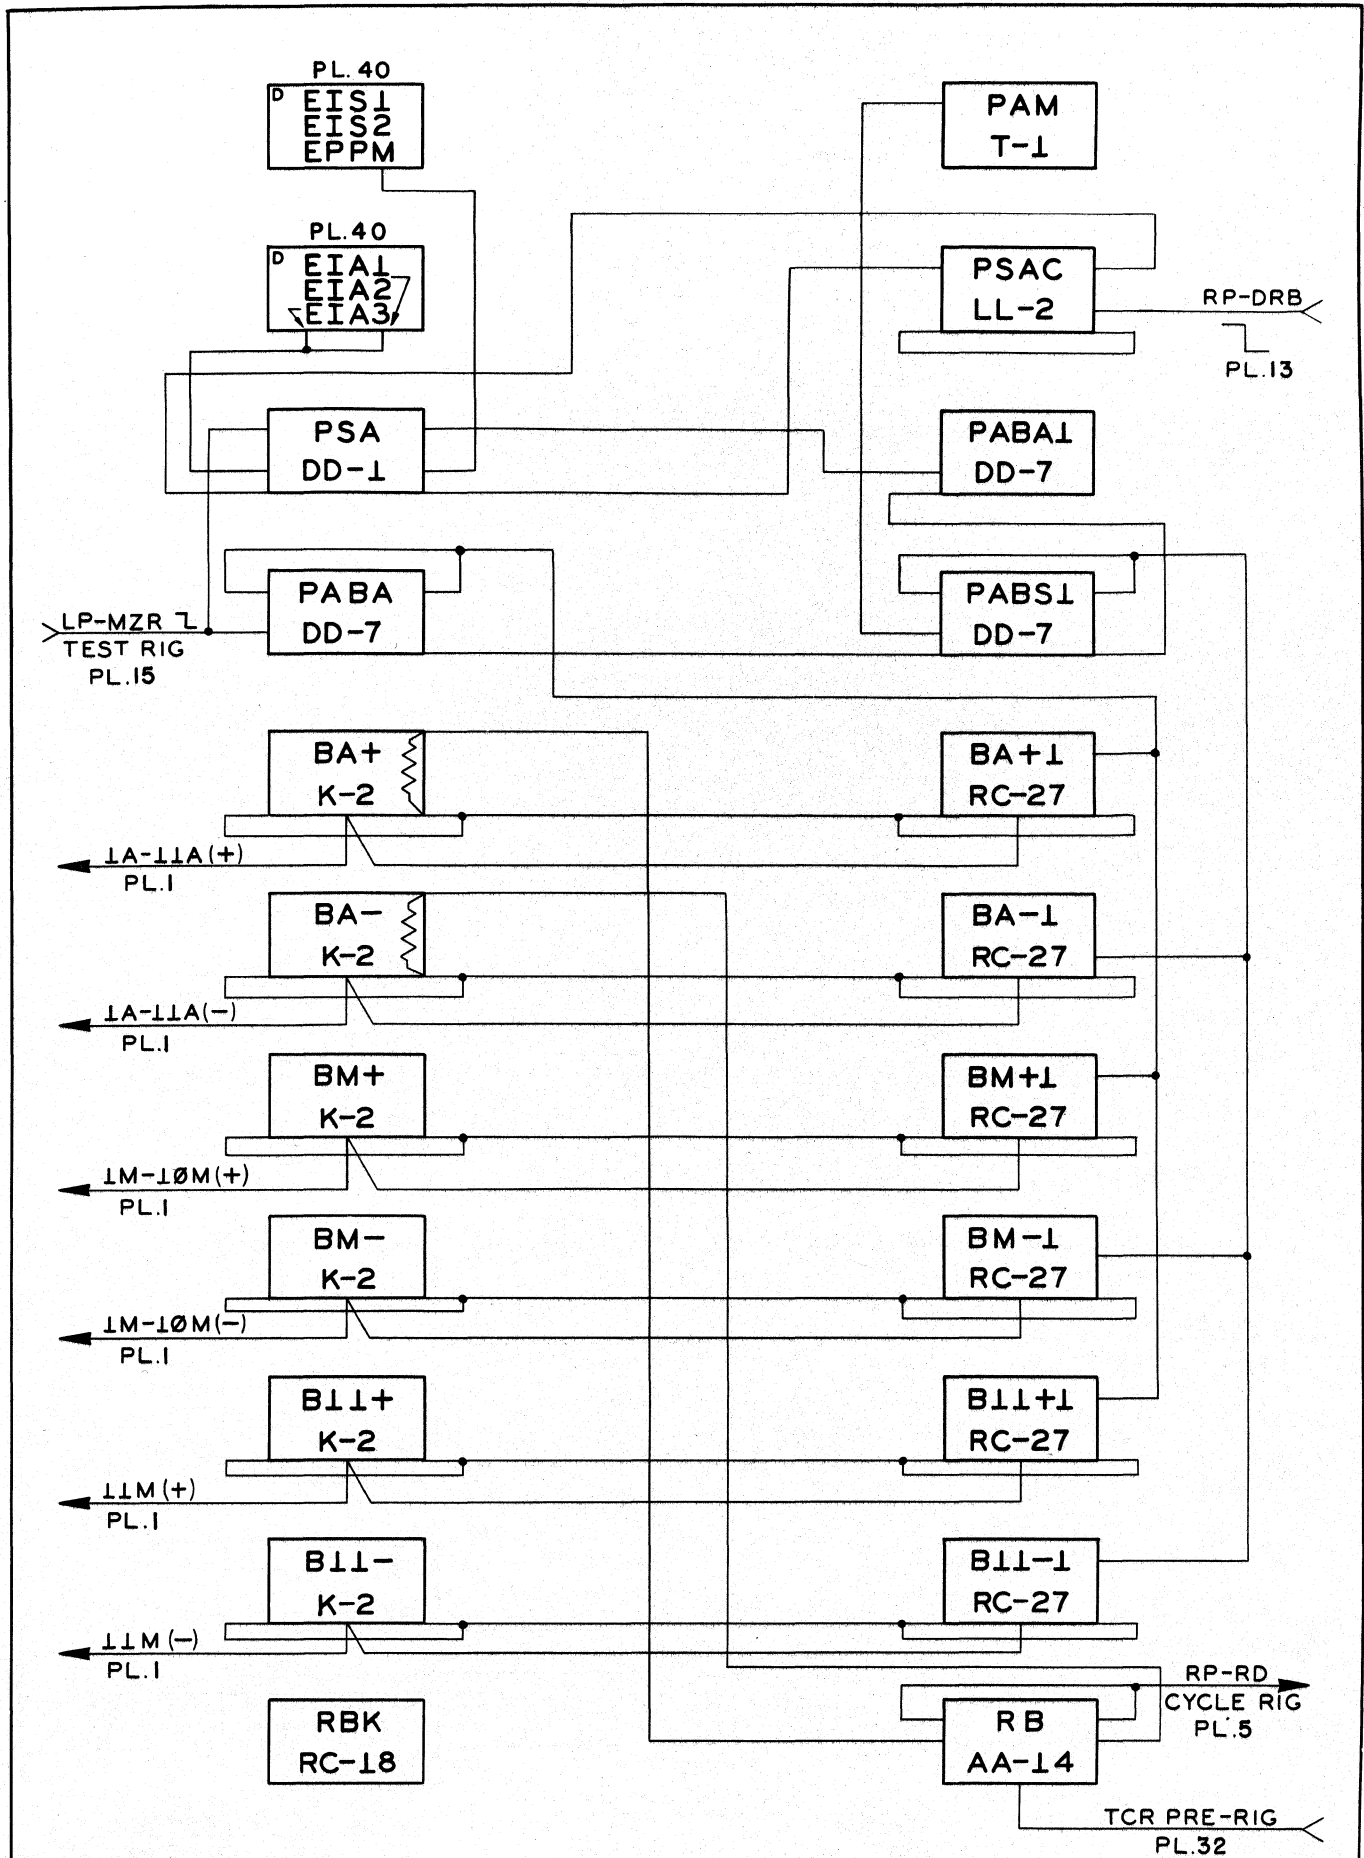 PL. 40
D EIS1
EIS2
EPPM
PAM
T-1
PL.40
D EIA1
EIA2
EIA3
PSAC
LL-2
RP-DRB
PL.13
PSA
DD-1
PABA1
DD-7
PABA
DD-7
PABS1
DD-7
LP-MZR
TEST RIG
PL.15
BA+
K-2
BA+1
RC-27
1A-11A(+)
PL.1
BA-
K-2
BA-1
RC-27
1A-11A(-)
PL.1
BM+
K-2
BM+1
RC-27
1M-10M(+)
PL.1
BM-
K-2
BM-1
RC-27
1M-10M(-)
PL.1
B11+
K-2
B11+1
RC-27
11M(+)
PL.1
B11-
K-2
B11-1
RC-27
11M(-)
PL.1
RP-RD
CYCLE RIG
PL.5
RBK
RC-18
RB
AA-14
TCR PRE-RIG
PL.32